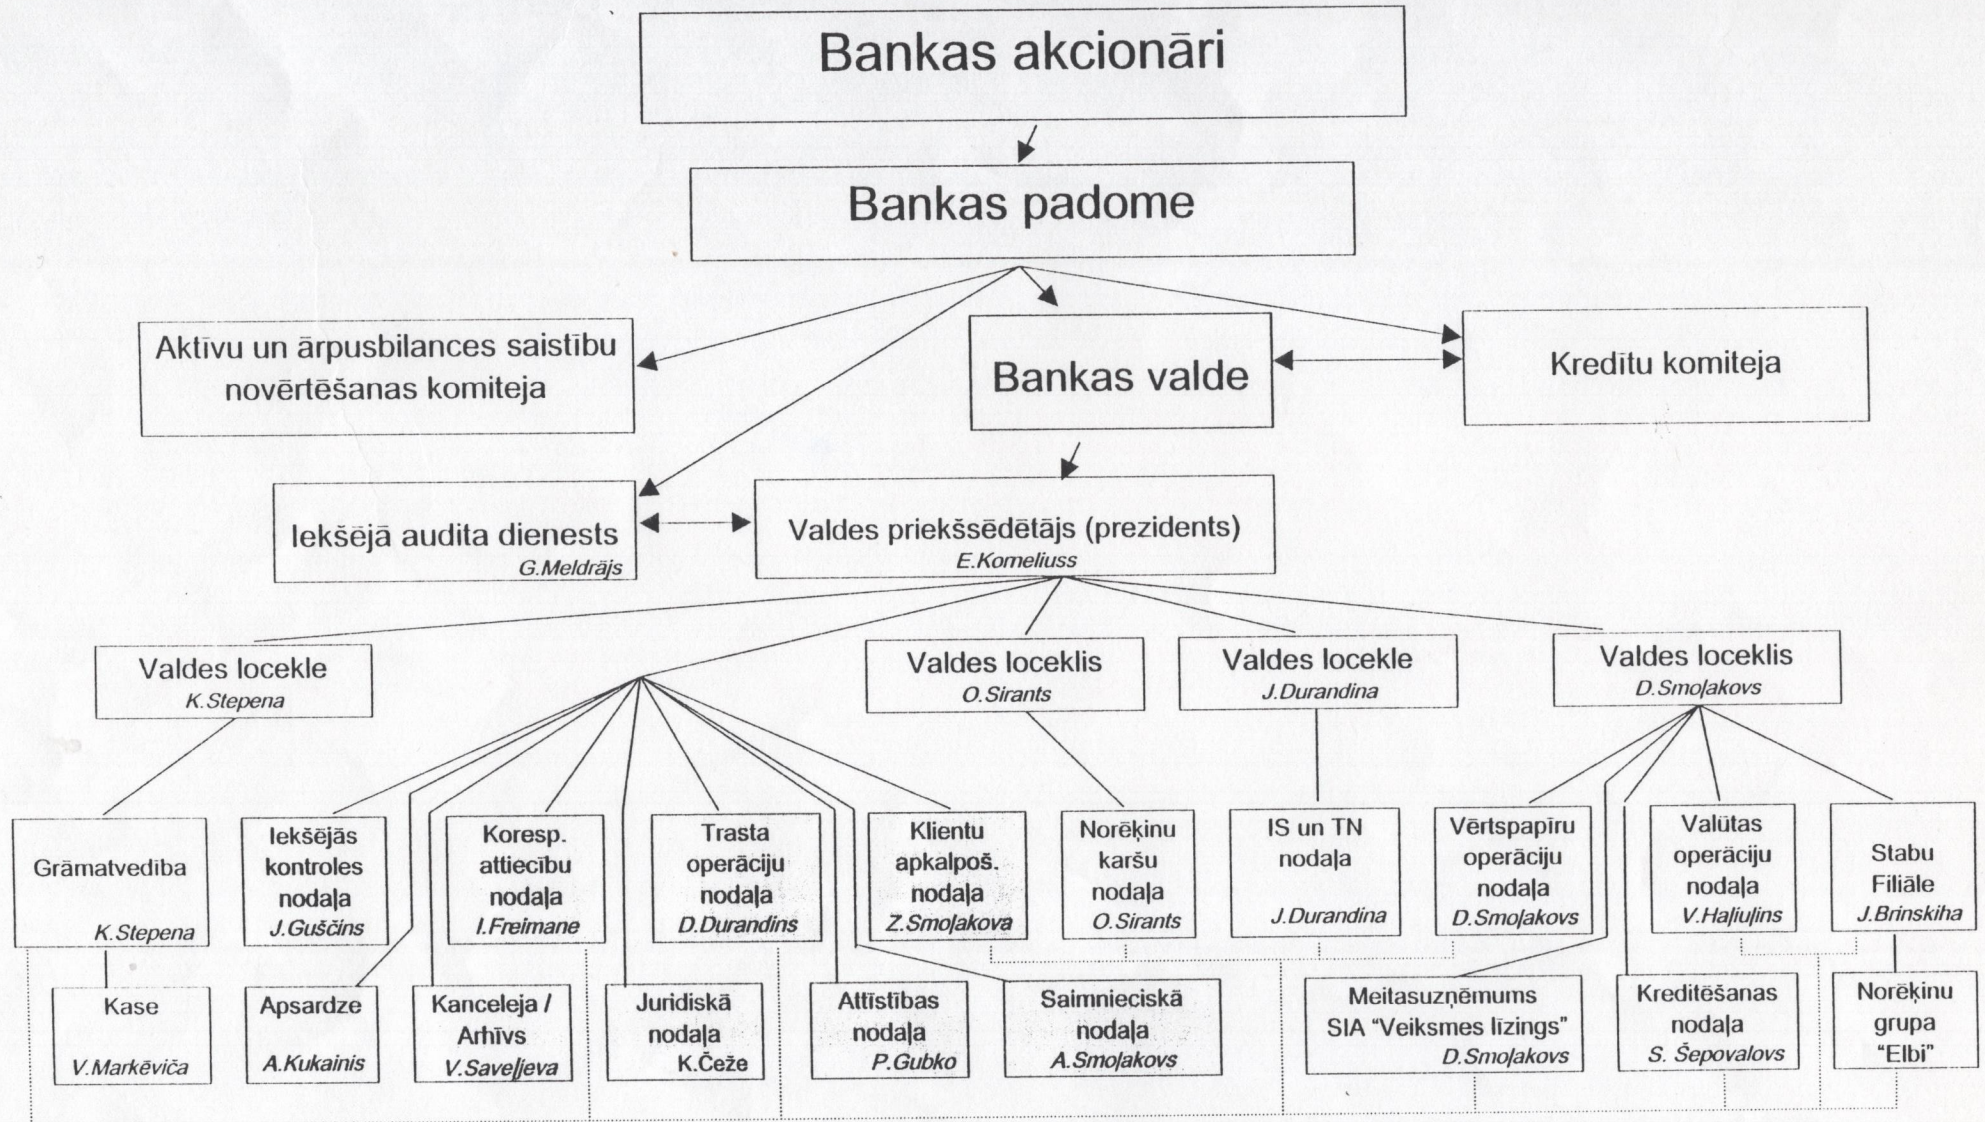 Bankas akcionāri
Bankas padome
Aktīvu un ārpusbilances saistību
novērtēšanas komiteja
Bankas valde
Kredītu komiteja
Iekšējā audita dienests
G.Meldrājs
Valdes priekšsēdētājs (prezidents)
E.Korneliuss
Valdes locekle
K.Stepena
Valdes loceklis
O.Sirants
Valdes locekle
J.Durandina
Valdes loceklis
D.Smoļakovs
Grāmatvedība
K.Stepena
Iekšējās
kontroles
nodaļa
J.Guščins
Koresp.
attiecību
nodaļa
I.Freimane
Trasta
operāciju
nodaļa
D.Durandins
Klientu
apkalpoš.
nodaļa
Z.Smoļakova
Norēķinu
karšu
nodaļa
O.Sirants
IS un TN
nodaļa
J.Durandina
Vērtspapīru
operāciju
nodaļa
D.Smoļakovs
Valūtas
operāciju
nodaļa
V.Haļiuļins
Stabu
Filiāle
J.Brinskiha
Kase
V.Markēviča
Apsardze
A.Kukainis
Kanceleja /
Arhīvs
V.Saveļjeva
Juridiskā
nodaļa
K.Čeže
Attīstības
nodaļa
P.Gubko
Saimnieciskā
nodaļa
A.Smoļakovs
Meitasuzņēmums
SIA “Veiksmes līzings”
D.Smoļakovs
Kreditēšanas
nodaļa
S. Šepovalovs
Norēķinu
grupa
“Elbi”